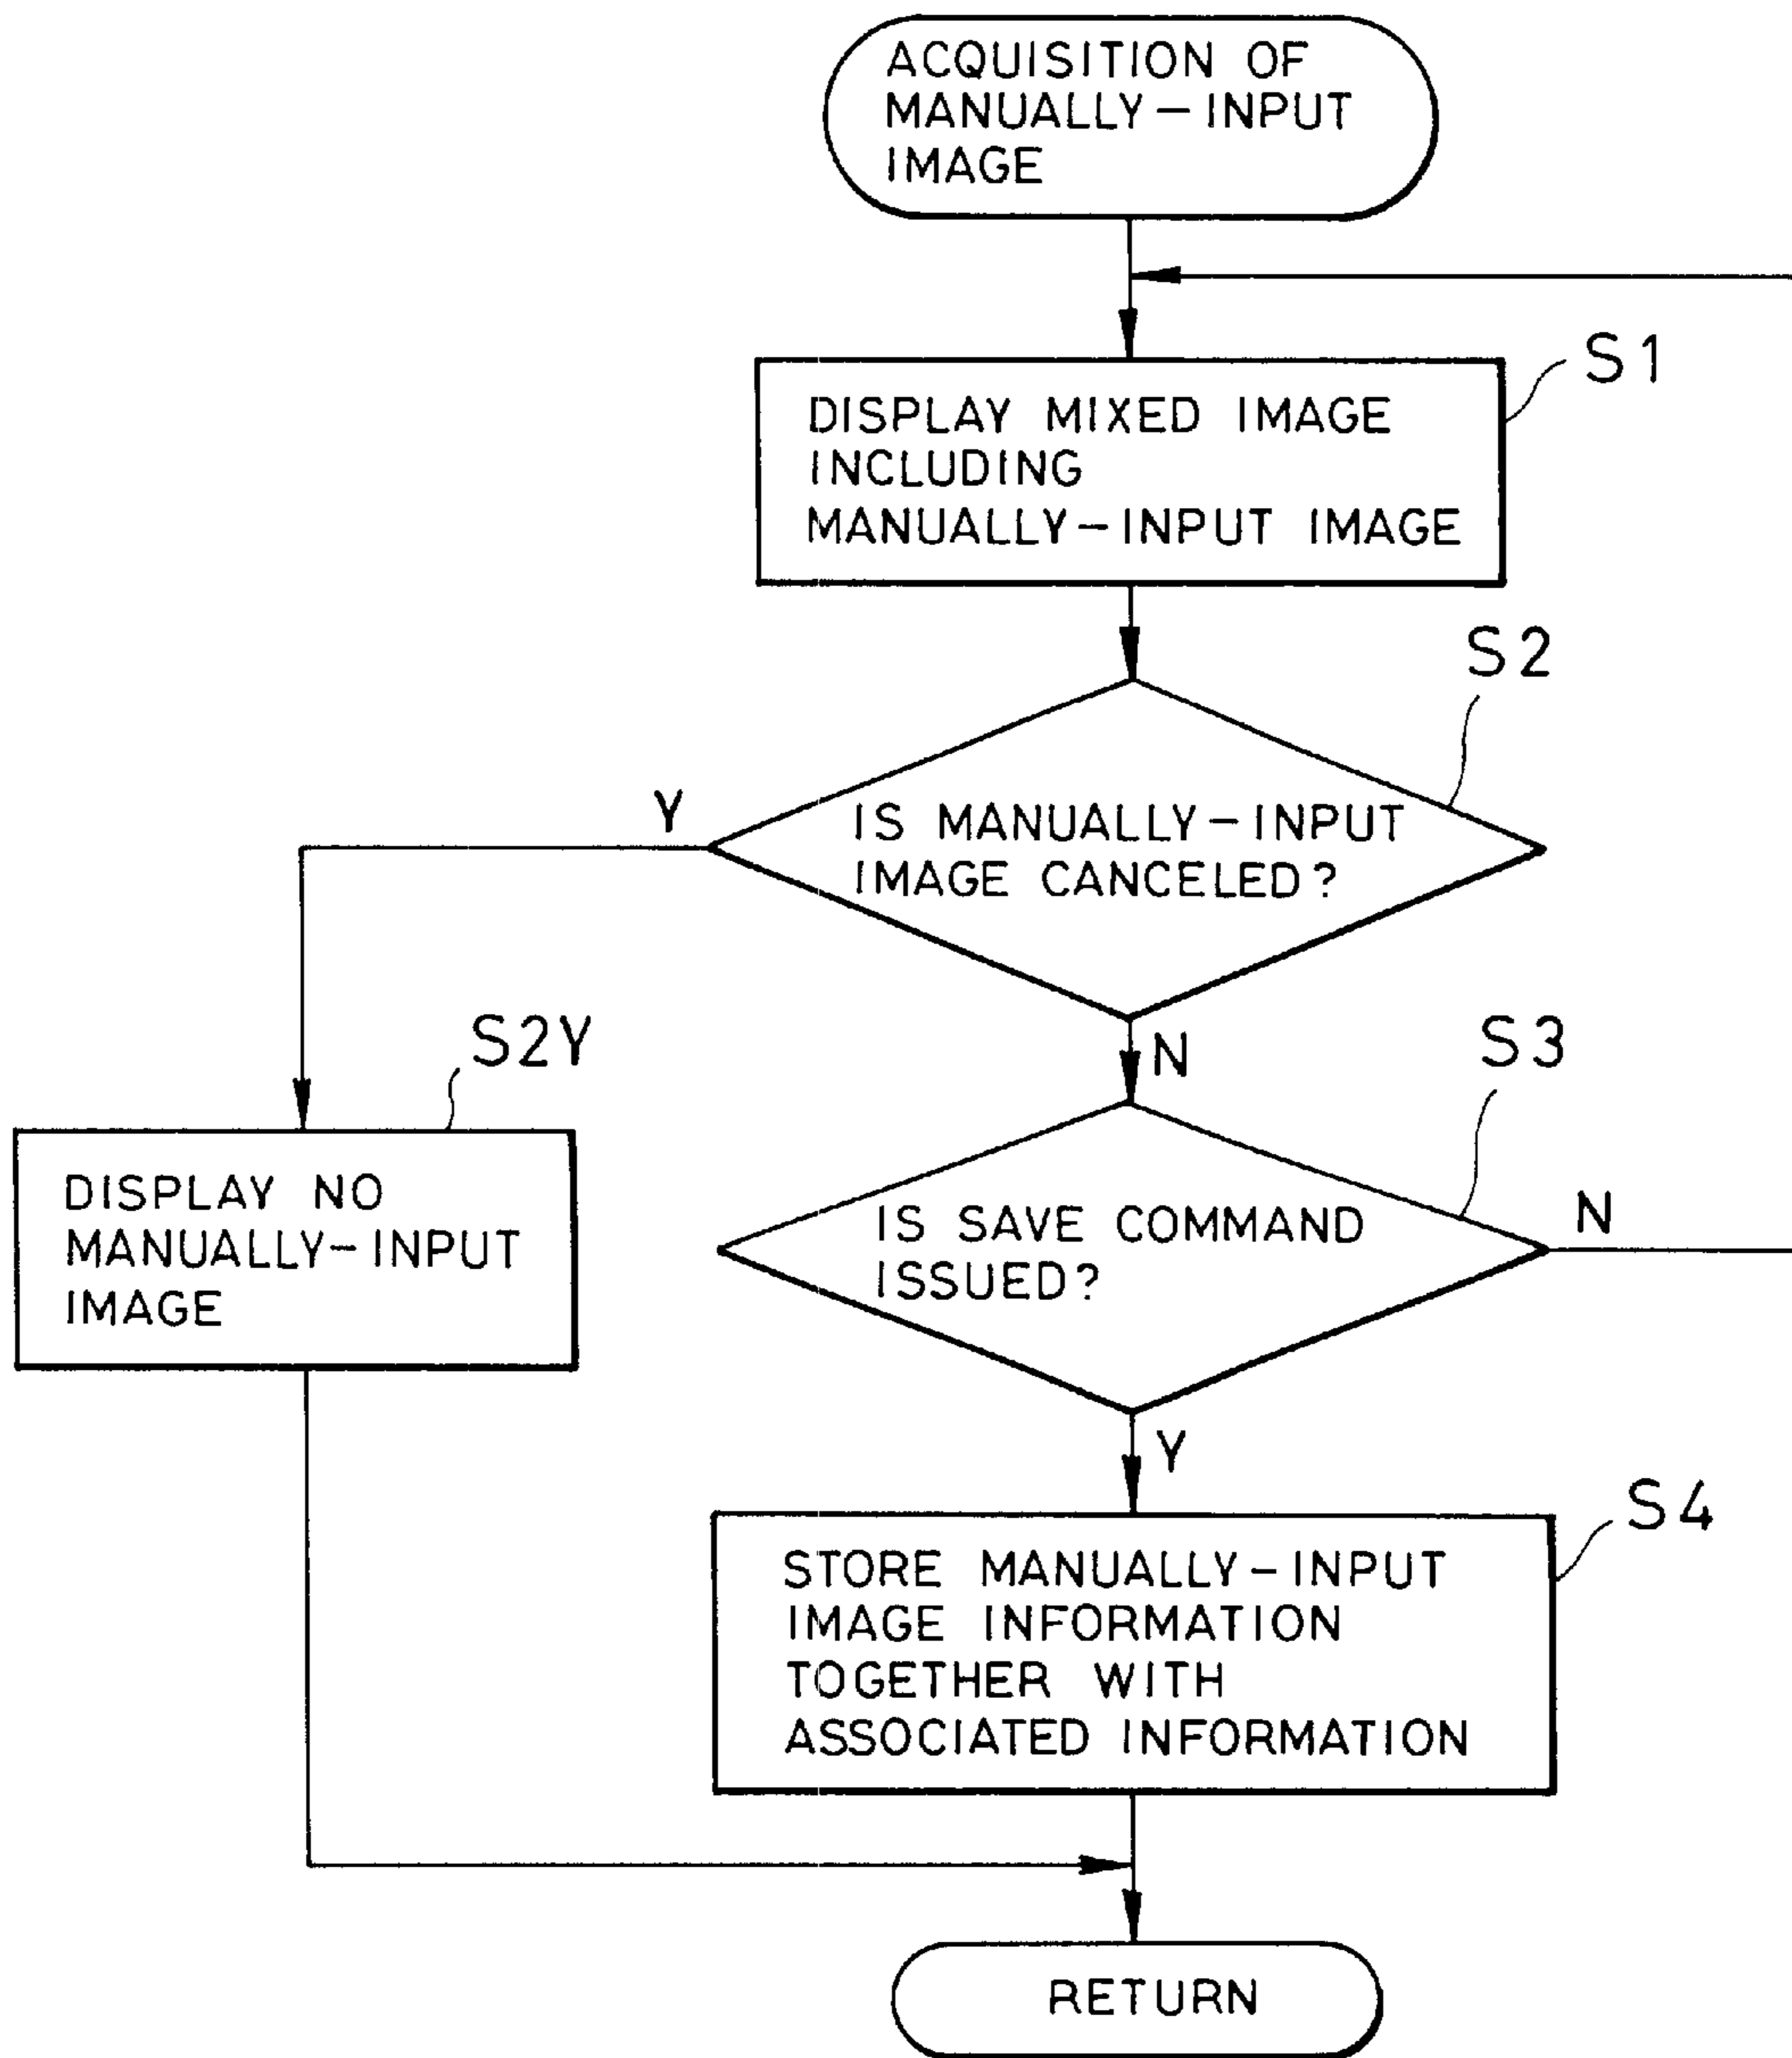 ACQUISITION OF
MANUALLY-INPUT
IMAGE
S1
DISPLAY MIXED IMAGE
INCLUDING
MANUALLY-INPUT IMAGE
S2
Y
IS MANUALLY-INPUT
IMAGE CANCELED?
N
S2Y
S3
DISPLAY NO
MANUALLY-INPUT
IMAGE
IS SAVE COMMAND
ISSUED?
N
Y
S4
STORE MANUALLY-INPUT
IMAGE INFORMATION
TOGETHER WITH
ASSOCIATED INFORMATION
RETURN